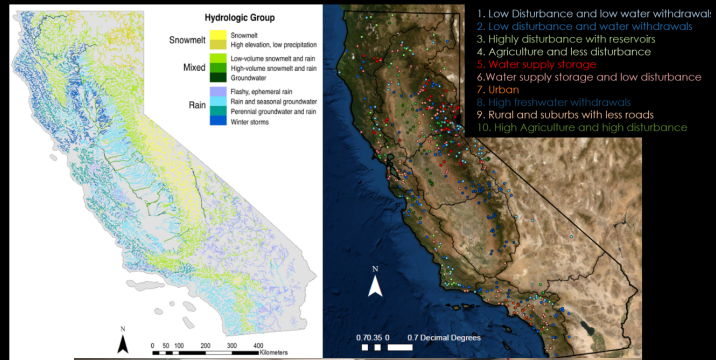 Hydrologic Group
Snowmelt
Snowmelt
High elevation, low precipitation
Mixed
Low-volume snowmelt and rain
High-volume snowmelt and rain
Groundwater
Rain
Flashy, ephemeral rain
Rain and seasonal groundwater
Perennial groundwater and rain
Winter storms
N
0 50 100 200 300 400
Kilometers
1. Low Disturbance and low water withdrawals
2. Low disturbance and water withdrawals
3. Highly disturbance with reservoirs
4. Agriculture and less disturbance
5. Water supply storage
6.Water supply storage and low disturbance
7. Urban
8. High freshwater withdrawals
9. Rural and suburbs with less roads
10. High Agriculture and high disturbance
N
0.70.35 0 0.7 Decimal Degrees